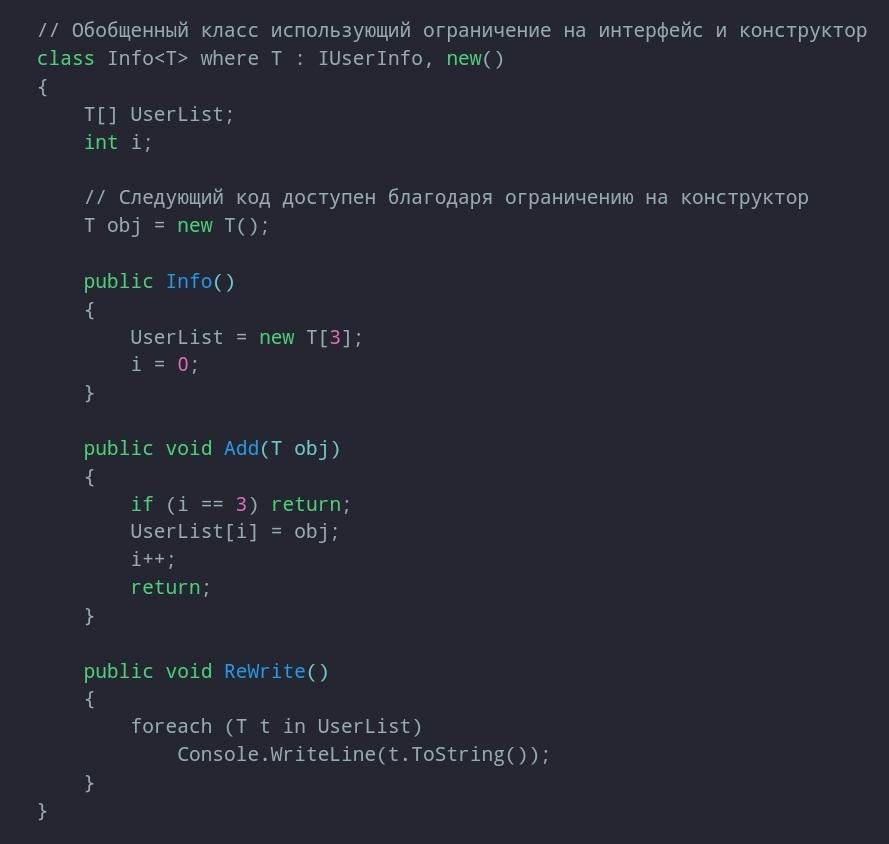 // Обобщенный класс использующий ограничение на интерфейс и конструктор
class Info<T> where T : IUserInfo, new()
{
    T[] UserList;
    int i;

    // Следующий код доступен благодаря ограничению на конструктор
    T obj = new T();

    public Info()
    {
        UserList = new T[3];
        i = 0;
    }

    public void Add(T obj)
    {
        if (i == 3) return;
        UserList[i] = obj;
        i++;
        return;
    }

    public void ReWrite()
    {
        foreach (T t in UserList)
            Console.WriteLine(t.ToString());
    }
}